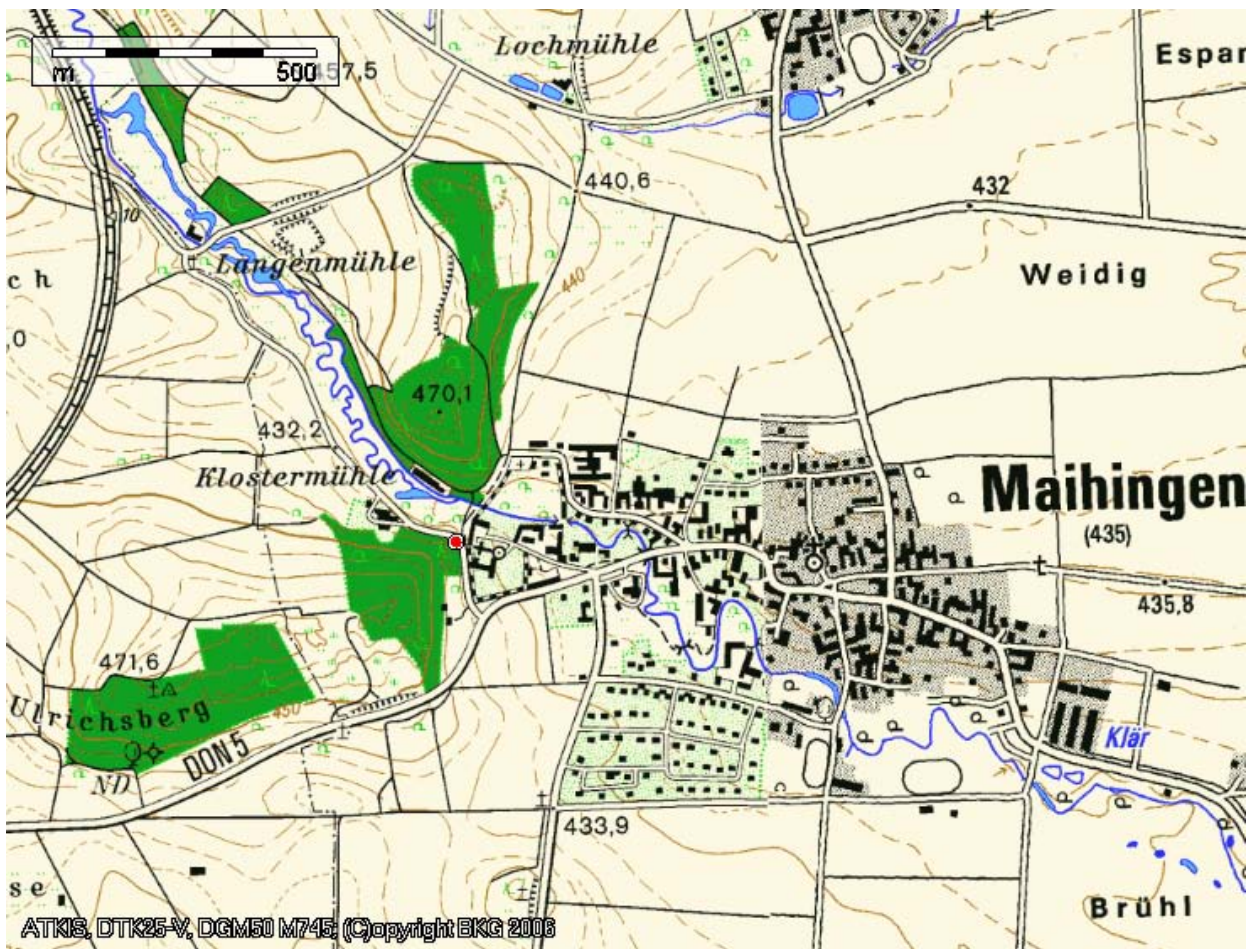 Lochmühle
Espar
m 500
457,5
440,6
432
10
Langenmühle
Weidig
c h
440
,0
470,1
432,2
Klostermühle
Maihingen
(435)
435,8
471,6
Ulrichsberg
450
DON 5
Klär
ND
433,9
s e
Brühl
ATKIS, DTK25-V, DGM50 M745; (C)opyright BKG 2006